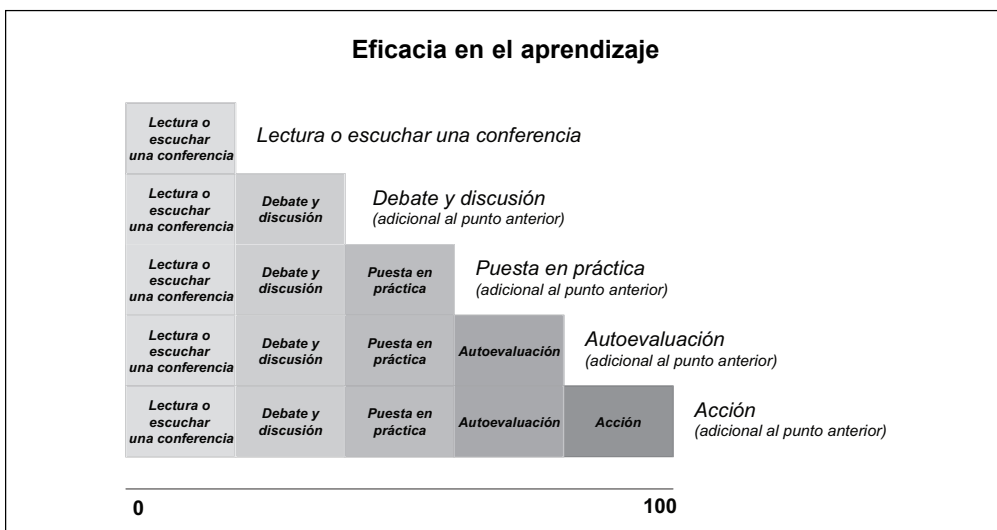 Eficacia en el aprendizaje
Lectura o
escuchar
una conferencia
Lectura o escuchar una conferencia
Lectura o
escuchar
una conferencia
Debate y
discusión
Debate y discusión
(adicional al punto anterior)
Lectura o
escuchar
una conferencia
Debate y
discusión
Puesta en
práctica
Puesta en práctica
(adicional al punto anterior)
Lectura o
escuchar
una conferencia
Debate y
discusión
Puesta en
práctica
Autoevaluación
Autoevaluación
(adicional al punto anterior)
Lectura o
escuchar
una conferencia
Debate y
discusión
Puesta en
práctica
Autoevaluación
Acción
Acción
(adicional al punto anterior)
0
100